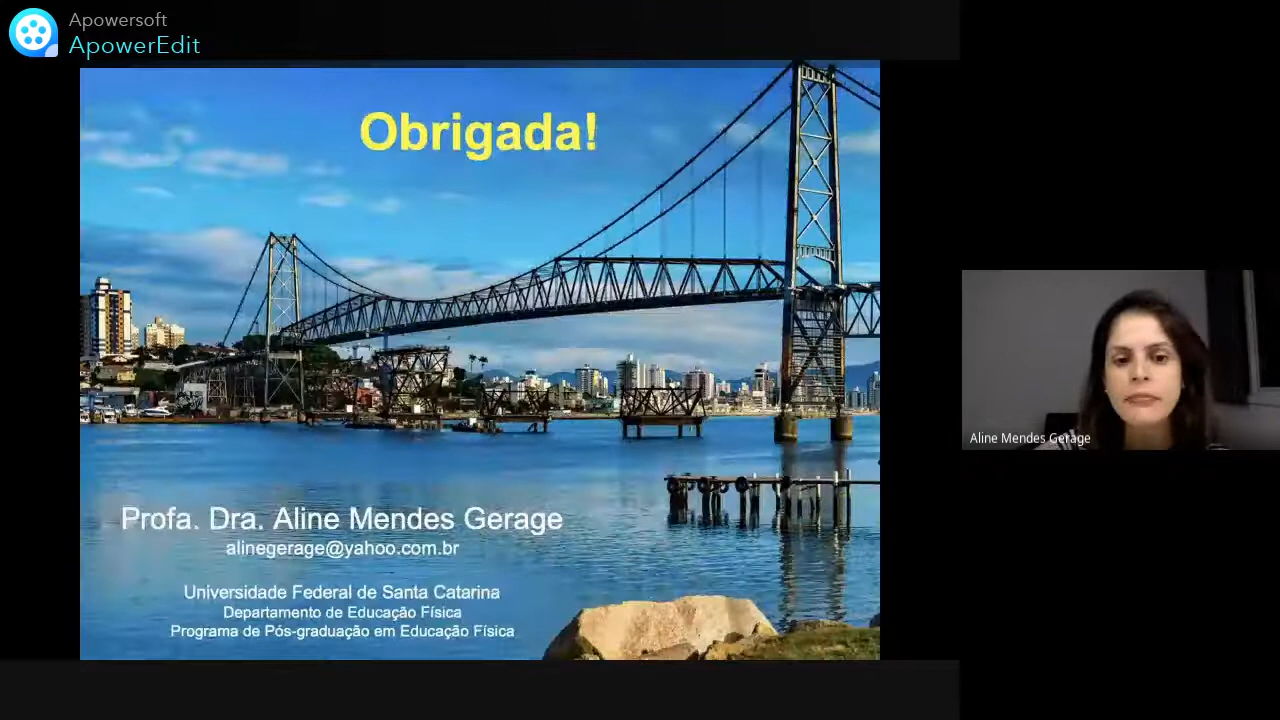 Apowersoft
ApowerEdit
Obrigada!
Profa. Dra. Aline Mendes Gerage
alinegerage@yahoo.com.br
Universidade Federal de Santa Catarina
Departamento de Educação Física
Programa de Pós-graduação em Educação Física
Aline Mendes Gerage